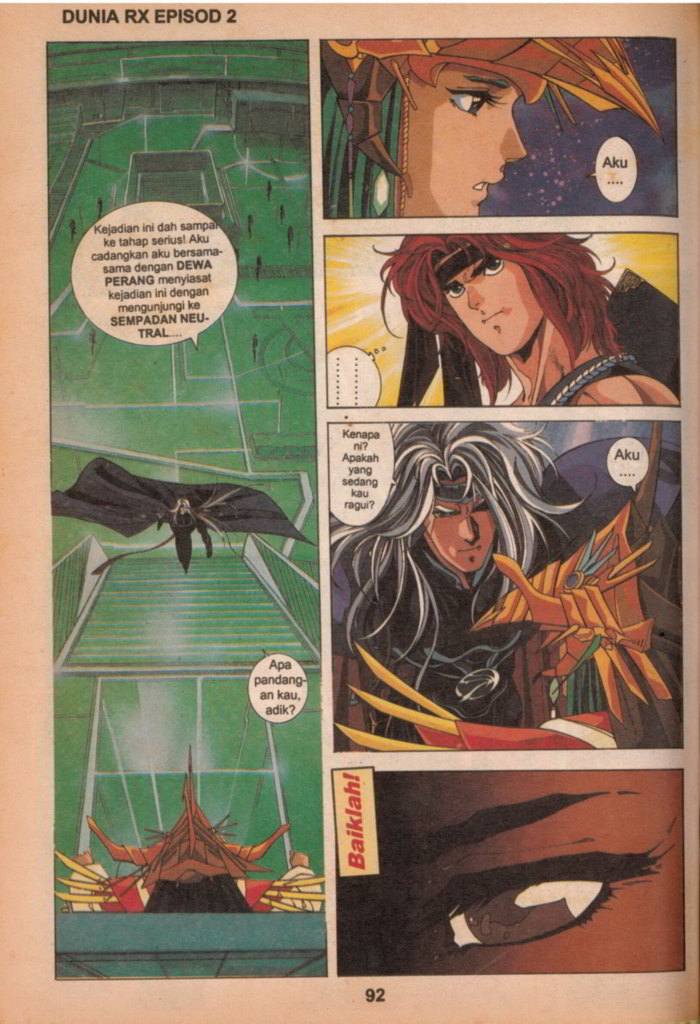 DUNIA RX EPISOD 2
Kejadian ini dah sampai
ke tahap serius! Aku
cadangkan aku bersama-
sama dengan DEWA
PERANG menyiasat
kejadian ini dengan
mengunjungi ke
SEMPADAN NEU-
TRAL....
Apa
pandang-
an kau,
adik?
Aku
....
Kenapa
ni?
Apakah
yang
sedang
kau
ragui?
Aku
....
Baiklah!
92